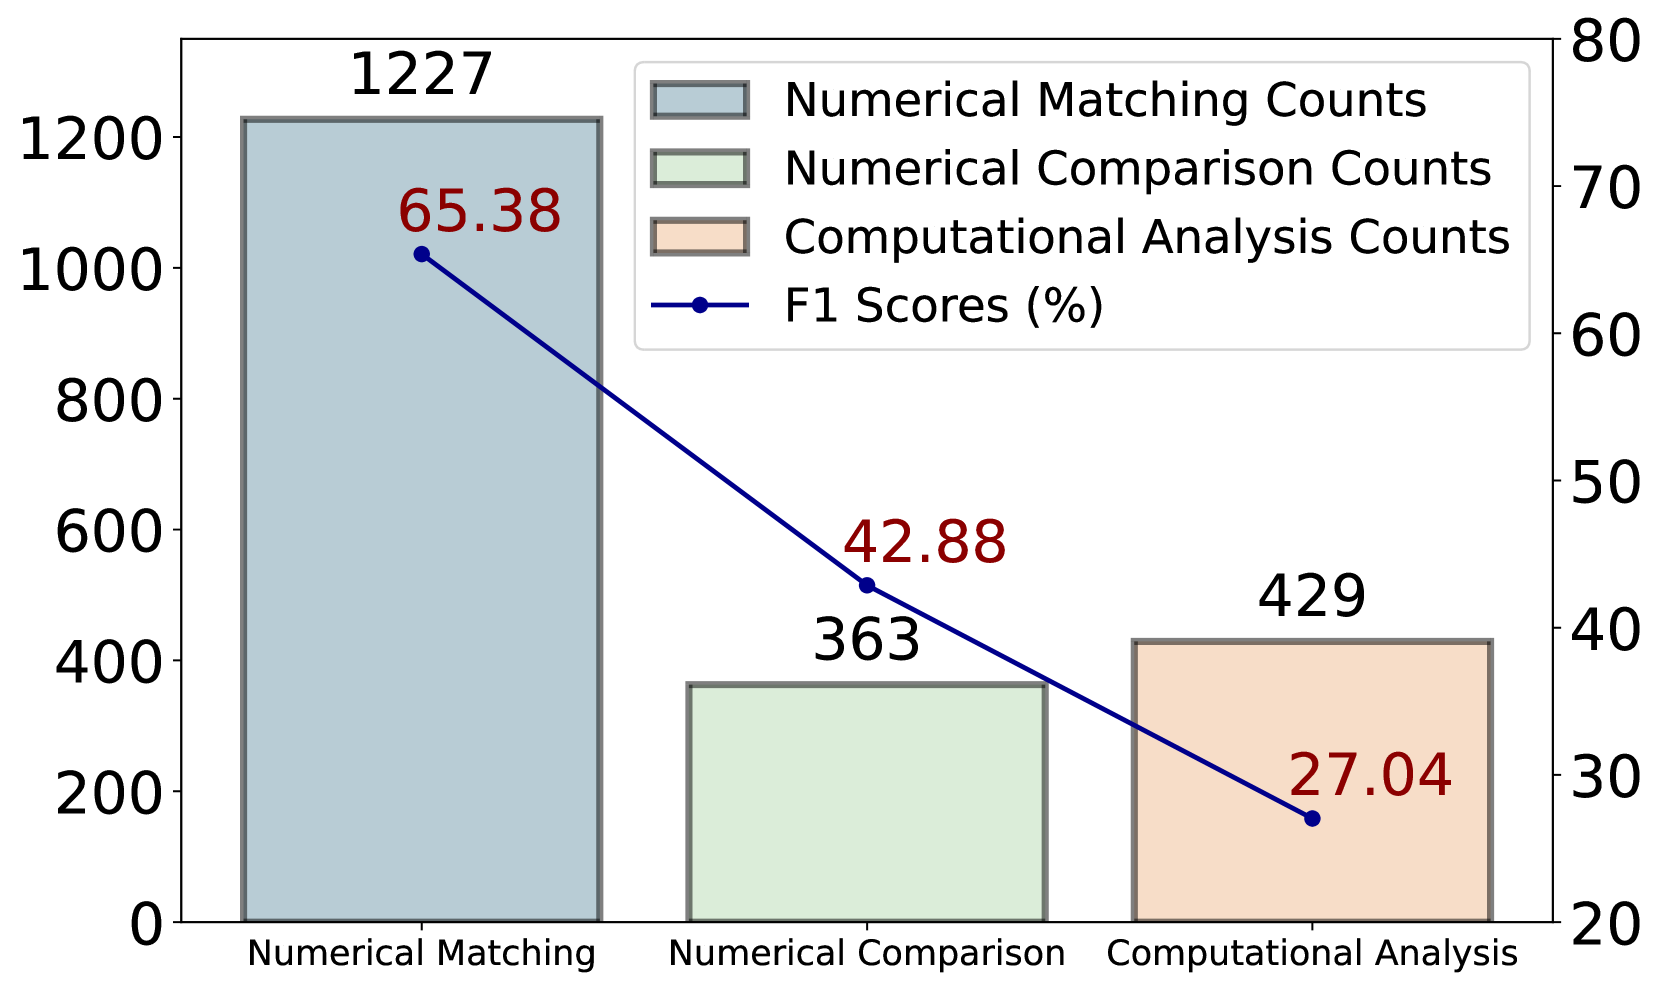 1227
65.38
42.88
363
429
27.04
Numerical Matching Counts
Numerical Comparison Counts
Computational Analysis Counts
F1 Scores (%)
1200
1000
800
600
400
200
0
80
70
60
50
40
30
20
Numerical Matching
Numerical Comparison
Computational Analysis